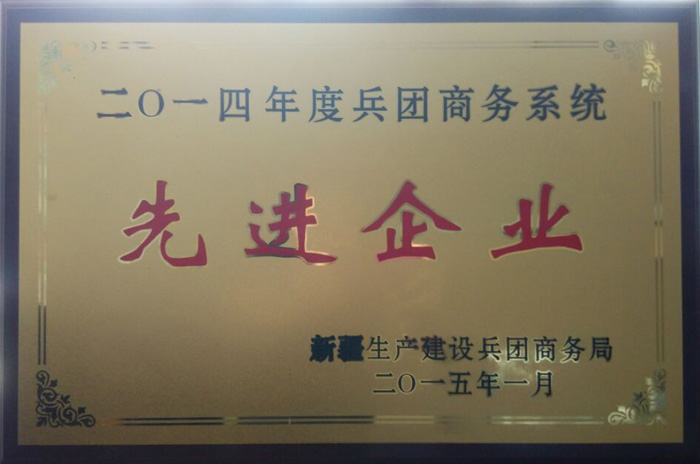 二〇一四年度兵团商务系统
先进企业
新疆生产建设兵团商务局
二〇一五年一月